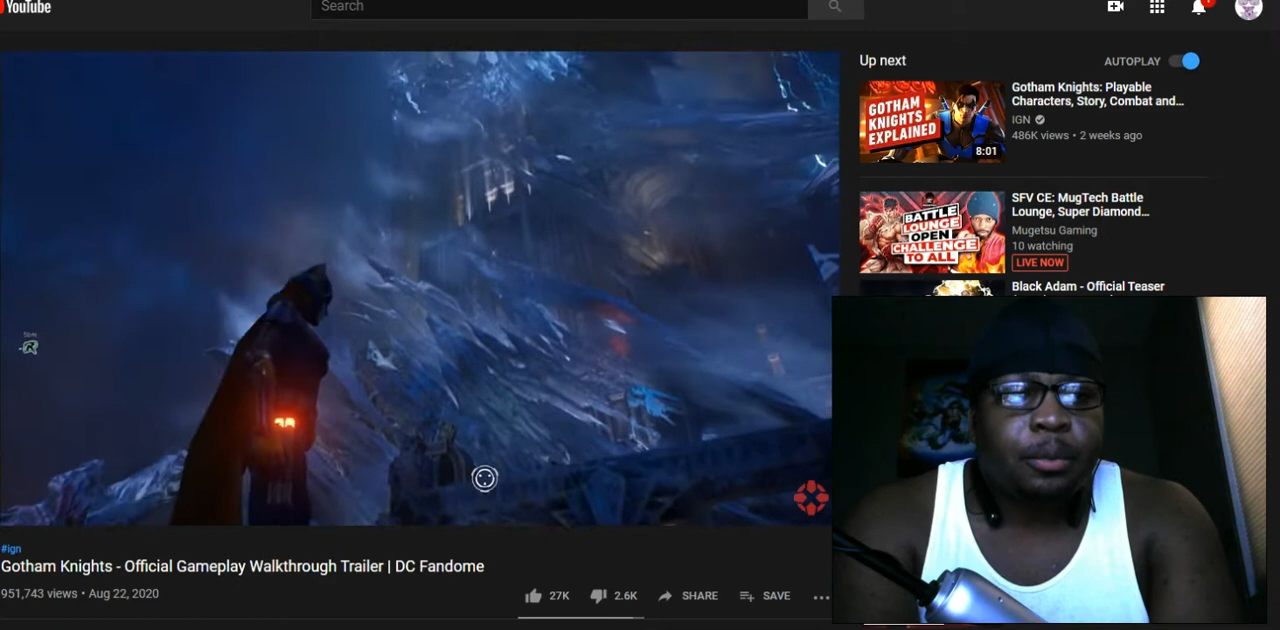 YouTube
Search
Up next
AUTOPLAY
GOTHAM
KNIGHTS
EXPLAINED
8:01
Gotham Knights: Playable
Characters, Story, Combat and...
IGN
486K views • 2 weeks ago
BATTLE
LOUNGE
OPEN
CHALLENGE
TO ALL
SFV CE: MugTech Battle
Lounge, Super Diamond...
Mugetsu Gaming
10 watching
LIVE NOW
Black Adam - Official Teaser
#ign
Gotham Knights - Official Gameplay Walkthrough Trailer | DC Fandome
951,743 views • Aug 22, 2020
27K
2.6K
SHARE
SAVE